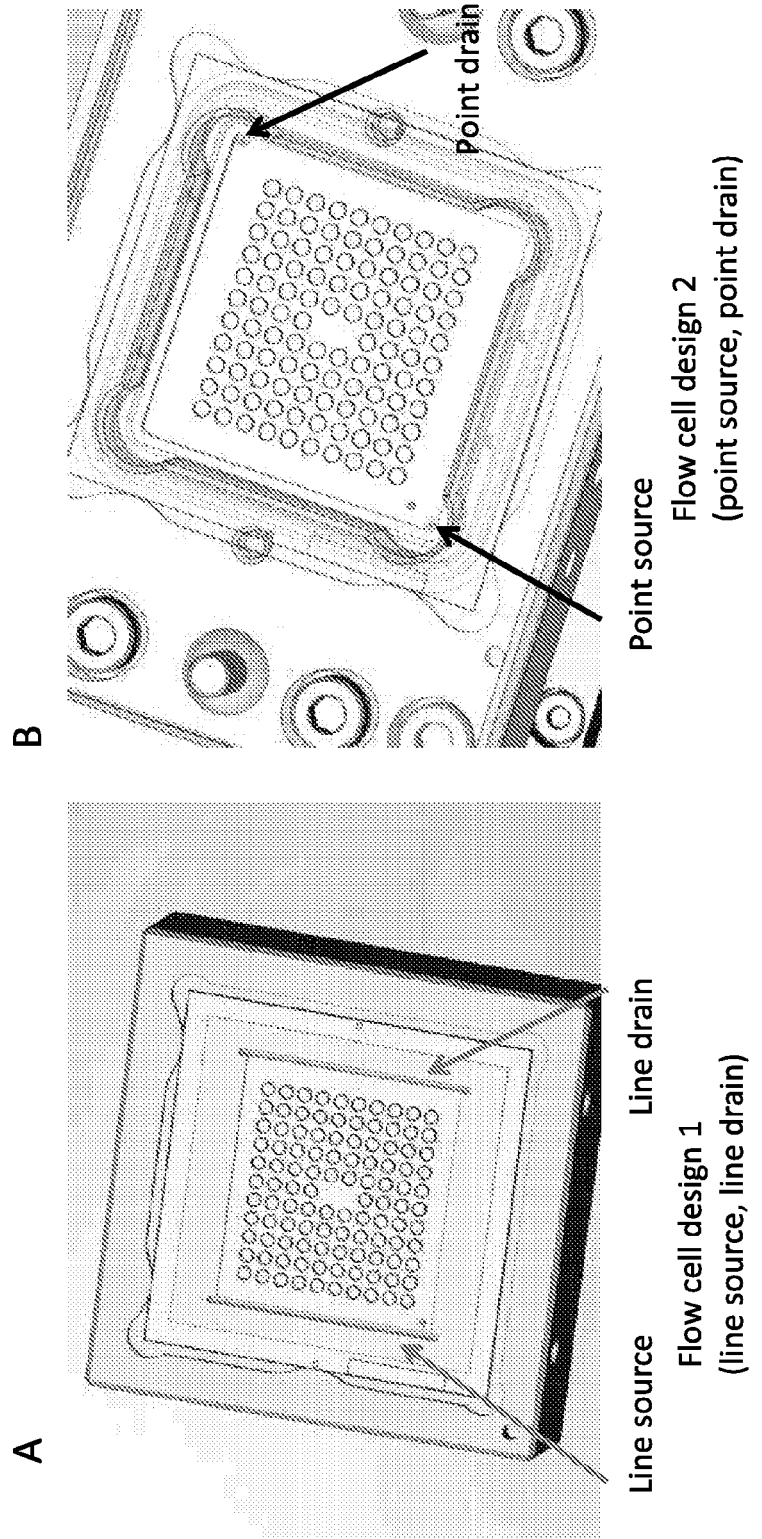 A
Line source
Line drain
Flow cell design 1
(line source, line drain)
B
Point drain
Point source
Flow cell design 2
(point source, point drain)